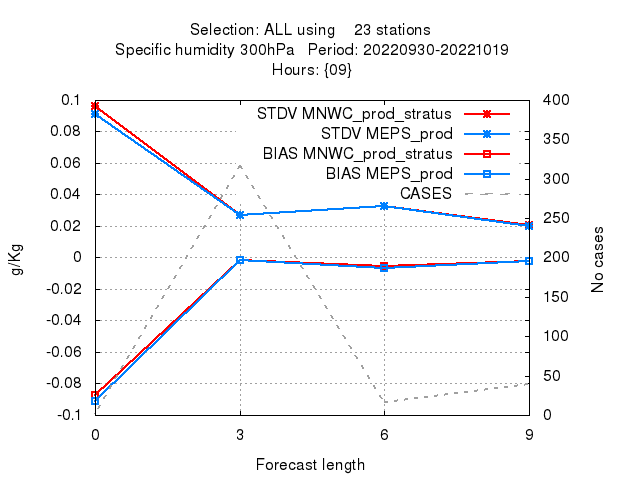 Selection: ALL using    23 stations
Specific humidity 300hPa   Period: 20220930-20221019
Hours: {09}
STDV MNWC_prod_stratus
STDV MEPS_prod
BIAS MNWC_prod_stratus
BIAS MEPS_prod
CASES
0.1
0.08
0.06
0.04
0.02
0
-0.02
-0.04
-0.06
-0.08
-0.1
g/Kg
400
350
300
250
200
150
100
50
0
No cases
0 3 6 9
Forecast length